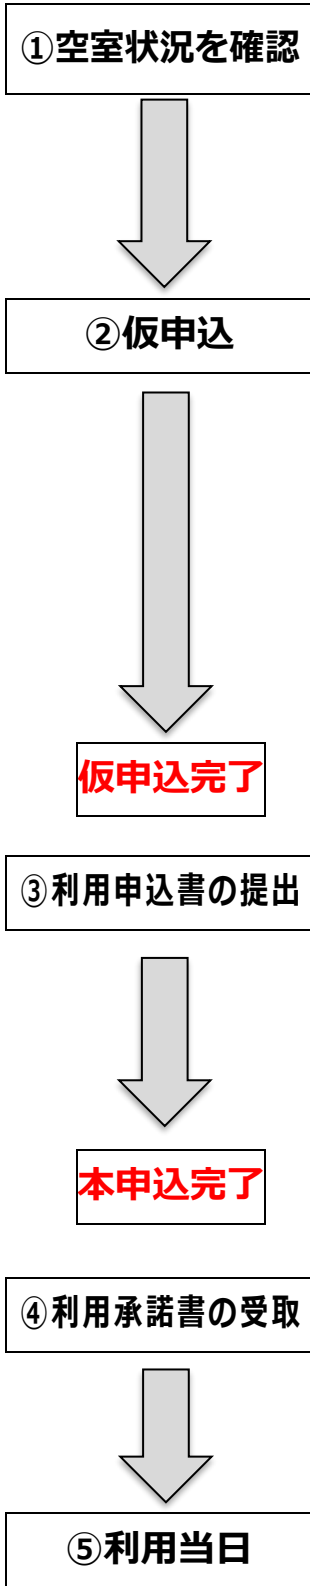 ①空室状況を確認
②仮申込
仮申込完了
③利用申込書の提出
本申込完了
④利用承諾書の受取
⑤利用当日